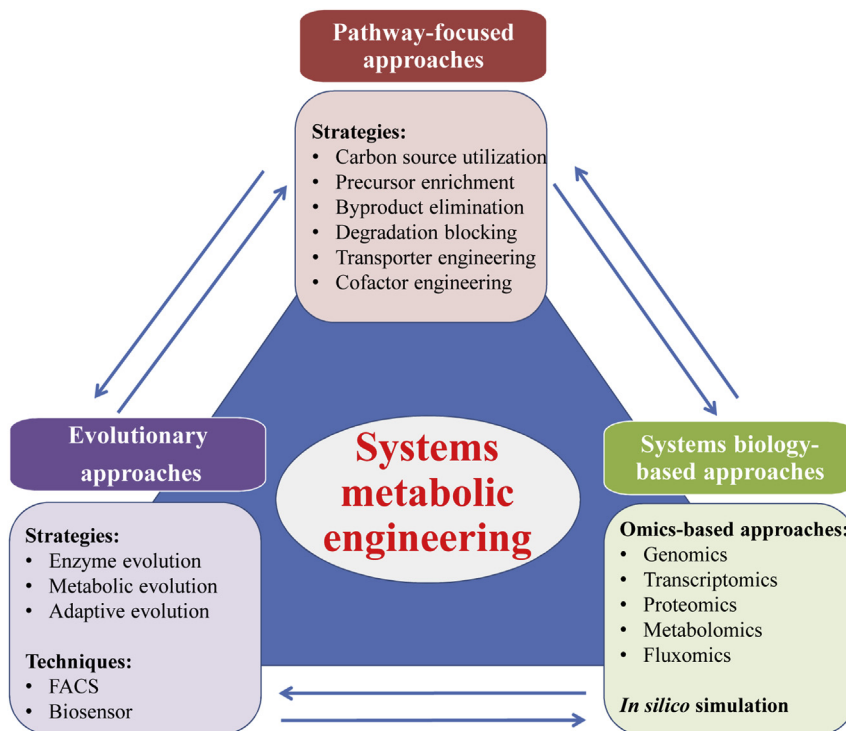 Pathway-focused
approaches
Strategies:
• Carbon source utilization
• Precursor enrichment
• Byproduct elimination
• Degradation blocking
• Transporter engineering
• Cofactor engineering
Evolutionary
approaches
Strategies:
• Enzyme evolution
• Metabolic evolution
• Adaptive evolution
Techniques:
• FACS
• Biosensor
Systems
metabolic
engineering
Systems biology-
based approaches
Omics-based approaches:
• Genomics
• Transcriptomics
• Proteomics
• Metabolomics
• Fluxomics
In silico simulation